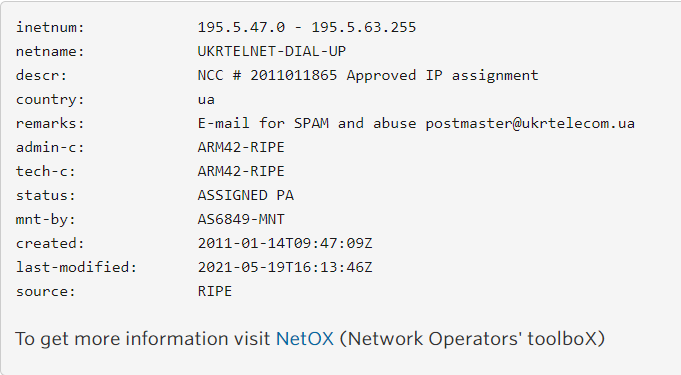 inetnum: 195.5.47.0 - 195.5.63.255
netname: UKRTELNET-DIAL-UP
descr: NCC # 2011011865 Approved IP assignment
country: ua
remarks: E-mail for SPAM and abuse postmaster@ukrtelecom.ua
admin-c: ARM42-RIPE
tech-c: ARM42-RIPE
status: ASSIGNED PA
mnt-by: AS6849-MNT
created: 2011-01-14T09:47:09Z
last-modified: 2021-05-19T16:13:46Z
source: RIPE
To get more information visit NetOX (Network Operators' toolboX)